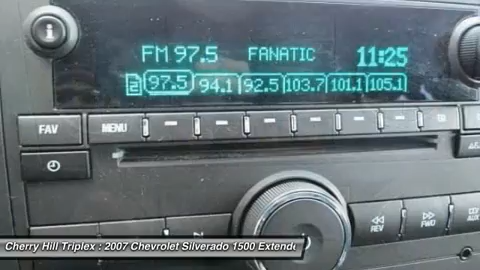 FM 97.5 FANATIC 11:25
2 97.5 94.1 92.5 103.7 101.1 105.1
FAV MENU
REV FWD AUX
Cherry Hill Triplex : 2007 Chevrolet Silverado 1500 Extende